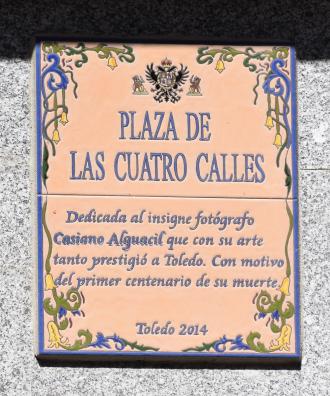 PLAZA DE
LAS CUATRO CALLES
Dedicada al insigne fotógrafo
Casiano Alguacil que con su arte
tanto prestigió a Toledo. Con motivo
del primer centenario de su muerte.
Toledo 2014